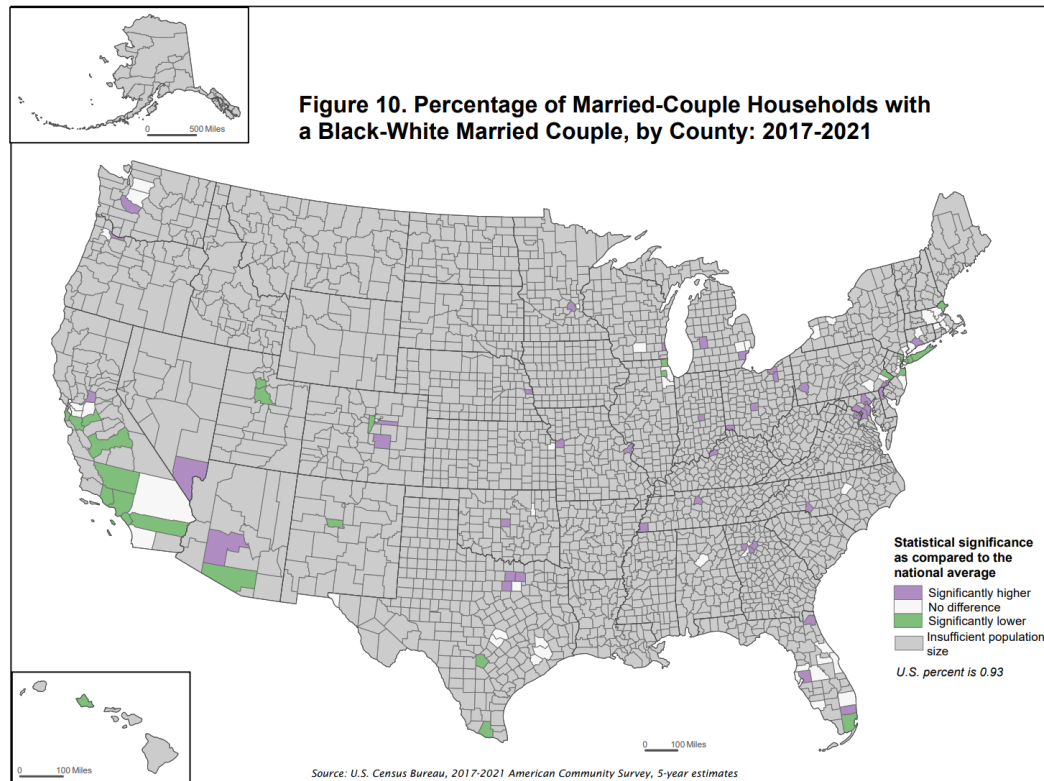 0 500 Miles
Figure 10. Percentage of Married-Couple Households with
a Black-White Married Couple, by County: 2017-2021
Statistical significance
as compared to the
national average
Significantly higher
No difference
Significantly lower
Insufficient population
size
U.S. percent is 0.93
0 100 Miles
0 100 Miles
Source: U.S. Census Bureau, 2017-2021 American Community Survey, 5-year estimates